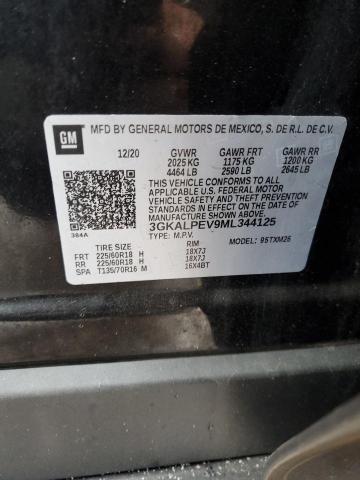 GM
MFD BY GENERAL MOTORS DE MEXICO, S. DE R.L. DE C.V.
12/20 GVWR GAWR FRT GAWR RR
2025 KG 1175 KG 1200 KG
4464 LB 2590 LB 2645 LB
THIS VEHICLE CONFORMS TO ALL APPLICABLE U.S. FEDERAL MOTOR VEHICLE SAFETY, BUMPER, AND THEFT PREVENTION STANDARDS IN EFFECT ON THE DATE OF MANUFACTURE SHOWN ABOVE.
3GKALPEV9ML344125
384A TYPE: M.P.V. MODEL: 95TXM26
TIRE SIZE RIM
FRT 225/60R18 H 18X7J
RR 225/60R18 H 18X7J
SPA T135/70R16 M 16X4BT